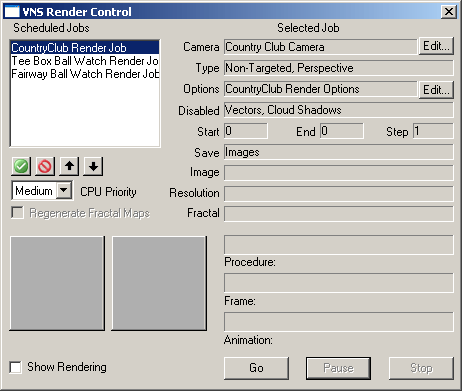 VNS Render Control
Scheduled Jobs
CountryClub Render Job
Tee Box Ball Watch Render Jo
Fairway Ball Watch Render Job
Medium CPU Priority
Regenerate Fractal Maps
Show Rendering
Selected Job
Camera Country Club Camera Edit...
Type Non-Targeted, Perspective
Options CountryClub Render Options Edit...
Disabled Vectors, Cloud Shadows
Start 0 End 0 Step 1
Save Images
Image
Resolution
Fractal
Procedure:
Frame:
Animation:
Go Pause Stop